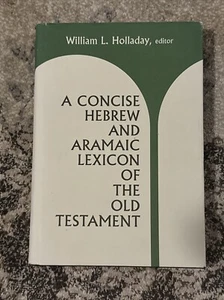 William L. Holladay, editor
A CONCISE
HEBREW
AND
ARAMAIC
LEXICON
OF
THE
OLD
TESTAMENT